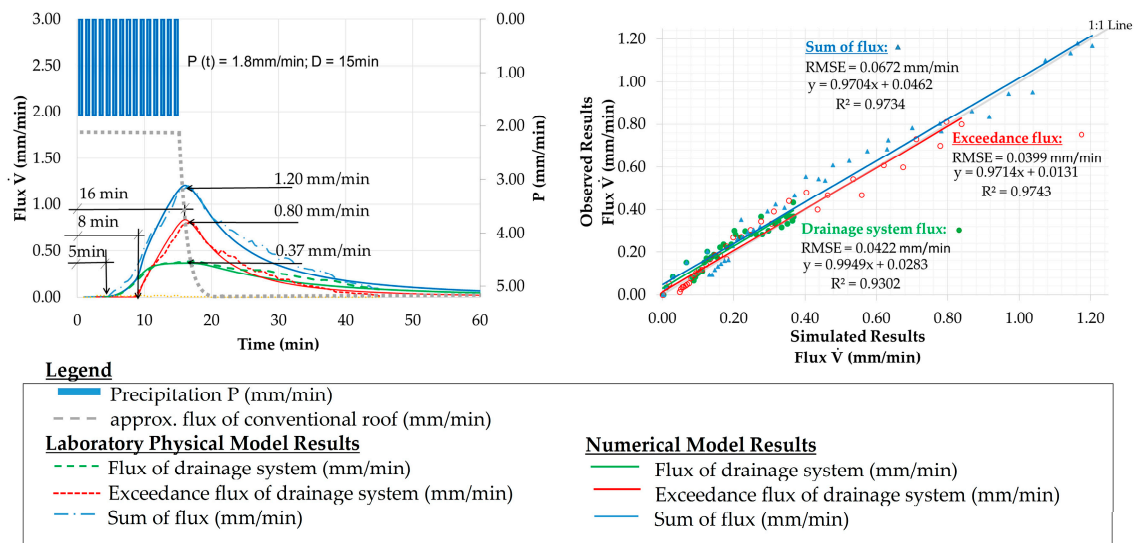 3.00
2.50
2.00
1.50
1.00
0.50
0.00
Flux V̇ (mm/min)
0.00
1.00
2.00
3.00
4.00
5.00
P (mm/min)
P (t) = 1.8mm/min; D = 15min
16 min
8 min
5min
1.20 mm/min
0.80 mm/min
0.37 mm/min
0
10
20
30
40
50
60
Time (min)
1:1 Line
1.20
1.00
0.80
0.60
0.40
0.20
0.00
Observed Results
Flux V̇ (mm/min)
Sum of flux:
RMSE = 0.0672 mm/min
y = 0.9704x + 0.0462
R² = 0.9734
Exceedance flux:
RMSE = 0.0399 mm/min
y = 0.9714x + 0.0131
R² = 0.9743
Drainage system flux:
RMSE = 0.0422 mm/min
y = 0.9949x + 0.0283
R² = 0.9302
0.00
0.20
0.40
0.60
0.80
1.00
1.20
Simulated Results
Flux V̇ (mm/min)
Legend
Precipitation P (mm/min)
approx. flux of conventional roof (mm/min)
Laboratory Physical Model Results
Flux of drainage system (mm/min)
Exceedance flux of drainage system (mm/min)
Sum of flux (mm/min)
Numerical Model Results
Flux of drainage system (mm/min)
Exceedance flux of drainage system (mm/min)
Sum of flux (mm/min)